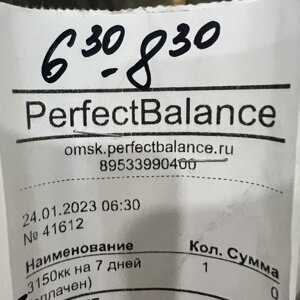 6³⁰-8³⁰
PerfectBalance
omsk.perfectbalance.ru
89533990400
24.01.2023 06:30
№ 41612
Наименование Кол. Сумма
3150кк на 7 дней 1 0
оплачен)